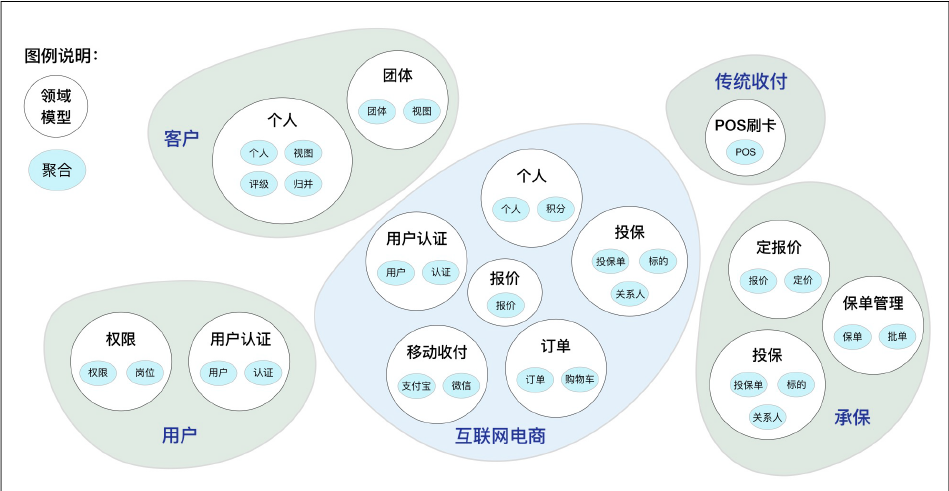 图例说明：
领域
模型
聚合
客户
团体
团体 视图
个人
个人 视图
评级 归并
传统收付
POS刷卡
POS
互联网电商
个人
个人 积分
用户认证
用户 认证
投保
投保单 标的
关系人
报价
报价
移动收付
支付宝 微信
订单
订单 购物车
用户
权限
权限 岗位
用户认证
用户 认证
承保
定报价
报价 定价
保单管理
保单 批单
投保
投保单 标的
关系人